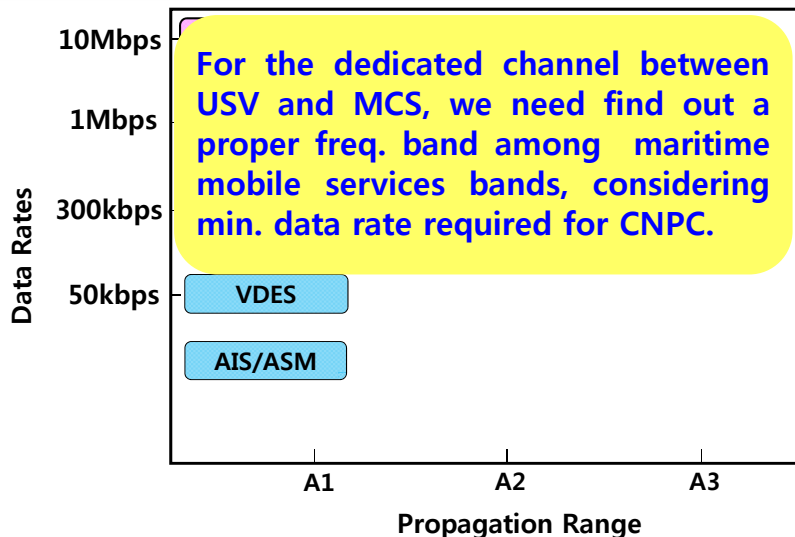 10Mbps
For the dedicated channel between
USV and MCS, we need find out a
proper freq. band among maritime
mobile services bands, considering
min. data rate required for CNPC.
1Mbps
300kbps
50kbps
Data Rates
VDES
AIS/ASM
A1
A2
A3
Propagation Range